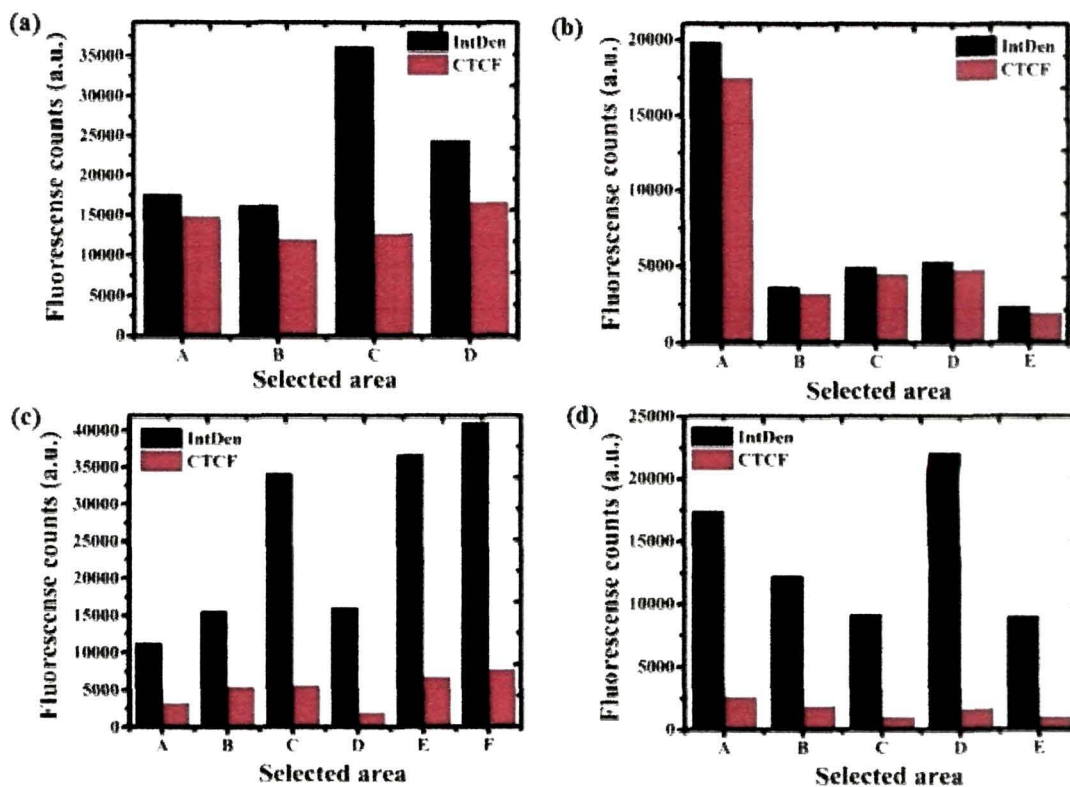 (a)
Fluorescense counts (a.u.)
35000
30000
25000
20000
15000
10000
5000
0
IntDen
CTCF
A B C D
Selected area
(b)
Fluorescense counts (a.u.)
20000
15000
10000
5000
0
IntDen
CTCF
A B C D E
Selected area
(c)
Fluorescense counts (a.u.)
40000
35000
30000
25000
20000
15000
10000
5000
0
IntDen
CTCF
A B C D E F
Selected area
(d)
Fluorescense counts (a.u.)
25000
20000
15000
10000
5000
0
IntDen
CTCF
A B C D E
Selected area